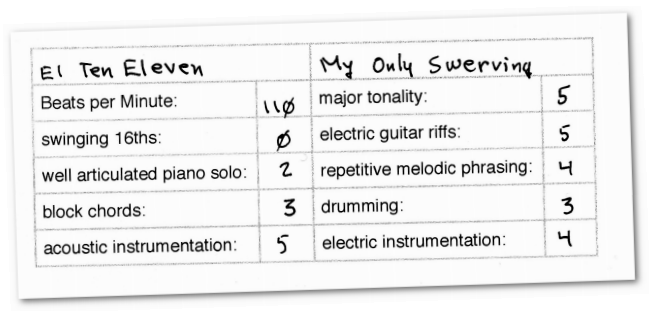 El Ten Eleven My Only Swerving
Beats per Minute: 110 major tonality: 5
swinging 16ths: 0 electric guitar riffs: 5
well articulated piano solo: 2 repetitive melodic phrasing: 4
block chords: 3 drumming: 3
acoustic instrumentation: 5 electric instrumentation: 4